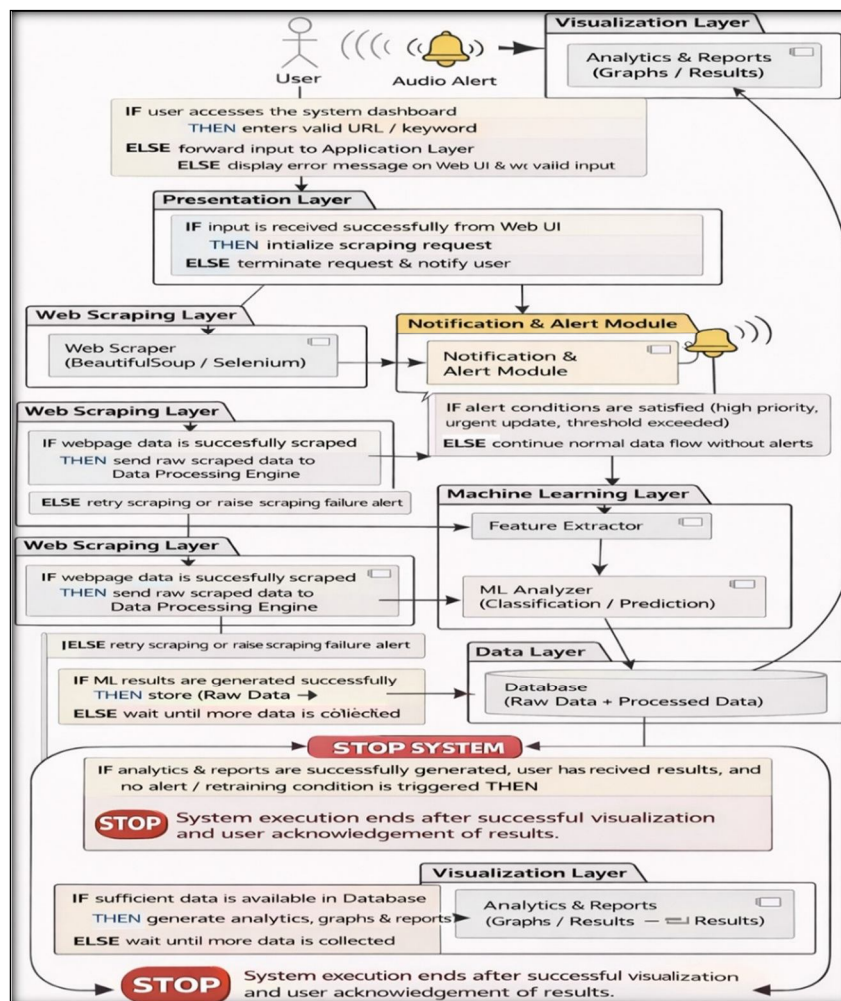 Visualization Layer
Analytics & Reports
(Graphs / Results)
User
Audio Alert
IF user accesses the system dashboard
THEN enters valid URL / keyword
ELSE forward input to Application Layer
ELSE display error message on Web UI & vaiid input
Presentation Layer
IF input is received successfully from Web UI
THEN intialize scraping request
ELSE terminate request & notify user
Web Scraping Layer
Web Scraper
(BeautifulSoup / Selenium)
Notification & Alert Module
Notification &
Alert Module
Web Scraping Layer
IF webpage data is succesfully scraped
THEN send raw scraped data to
Data Processing Engine
ELSE retry scraping or raise scraping failure alert
IF alert conditions are satisfied (high priority,
urgent update, threshold exceeded)
ELSE continue normal data flow without alerts
Machine Learning Layer
Feature Extractor
ML Analyzer
(Classification / Prediction)
Web Scraping Layer
IF webpage data is succesfully scraped
THEN send raw scraped data to
Data Processing Engine
ELSE retry scraping or raise scraping failure alert
IF ML results are generated successfully
THEN store (Raw Data →
ELSE wait until more data is
Data Layer
Database
(Raw Data + Processed Data)
STOP SYSTEM
IF analytics & reports are successfully generated, user has recived results, and
no alert / retraining condition is triggered THEN
STOP System execution ends after successful visualization
and user acknowledgement of results.
Visualization Layer
IF sufficient data is available in Database
THEN generate analytics, graphs & reports
ELSE wait until more data is collected
Analytics & Reports
(Graphs / Results — Results)
STOP System execution ends after successful visualization
and user acknowledgement of results.